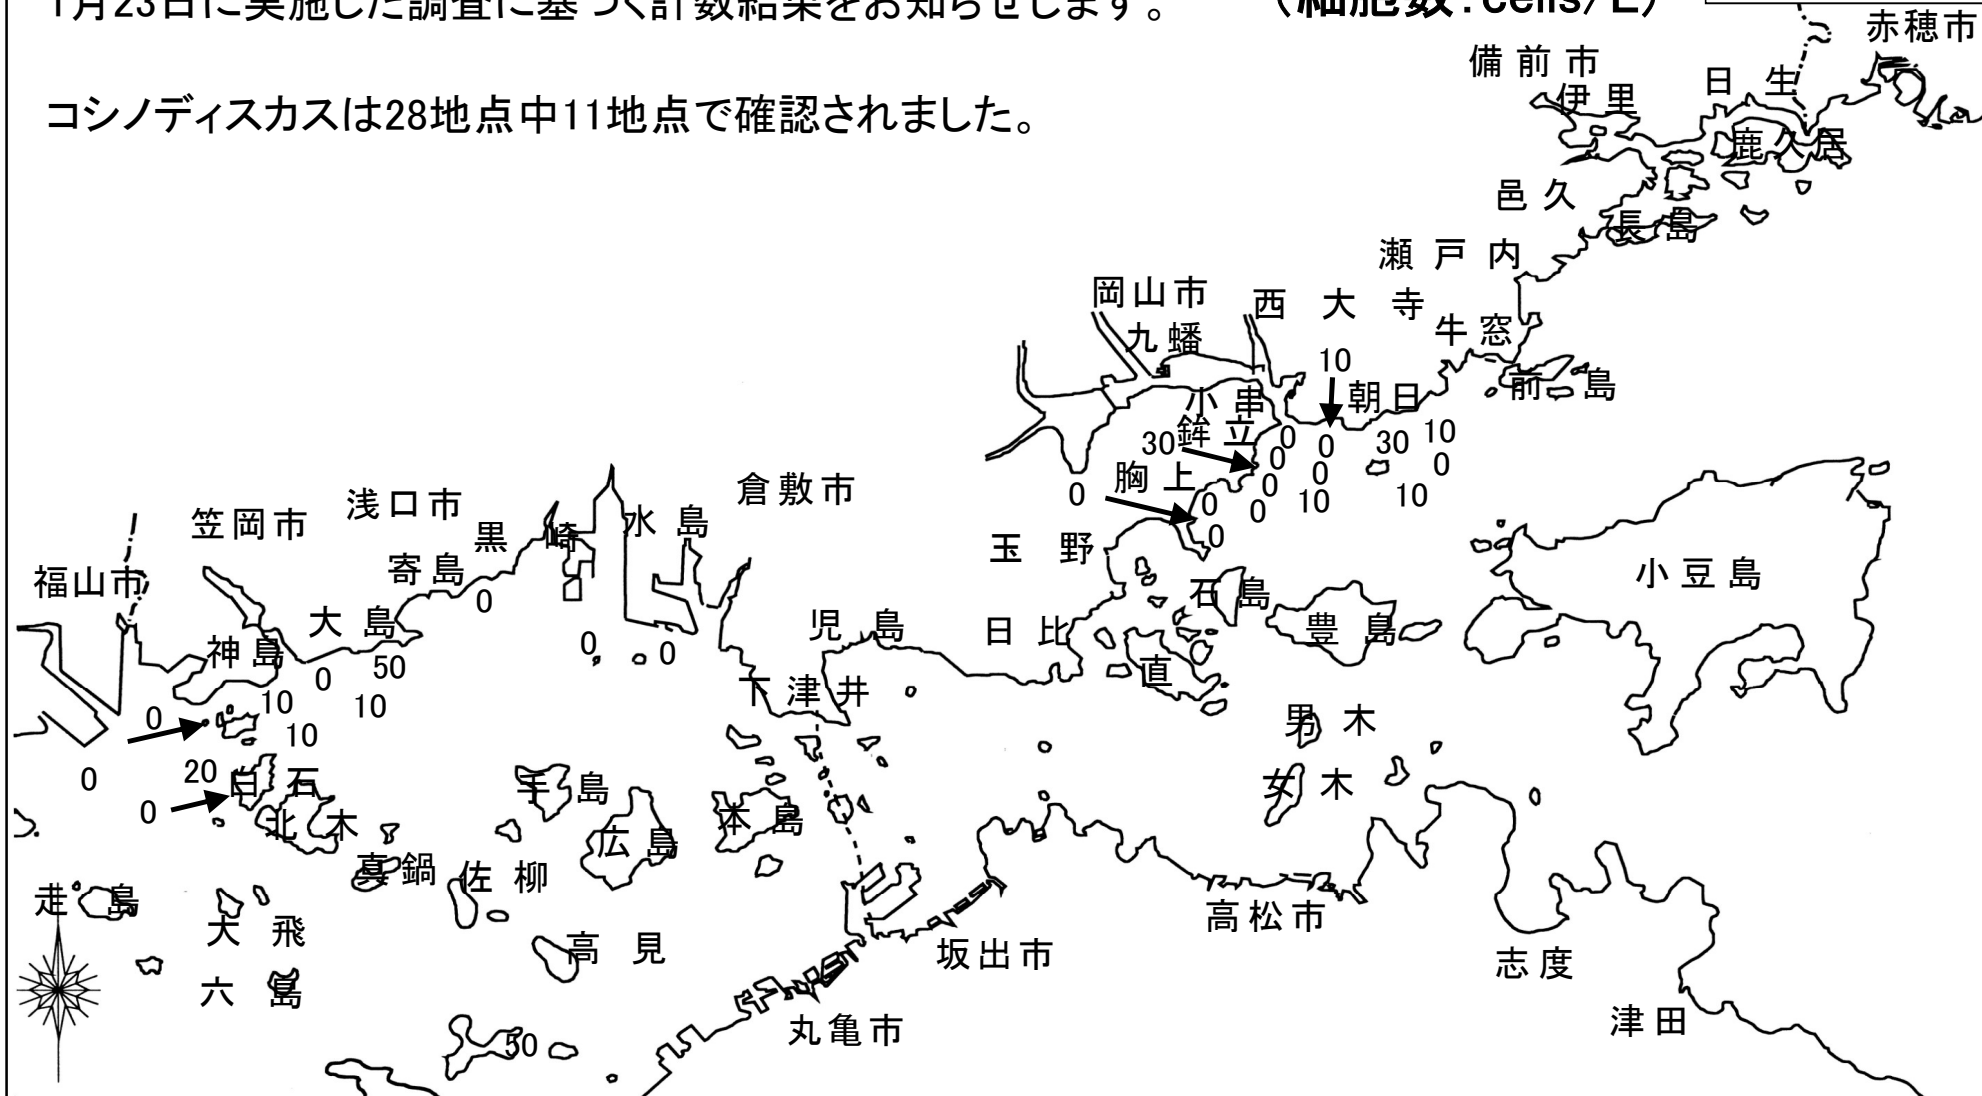 1月23日に実施した調査に基づく計数結果をお知らせします。 (細胞数:cells/L)
赤穂市
備前市
日生
伊里
コシノディスカスは28地点中11地点で確認されました。
鹿久居
邑久
長島
瀬戸内
岡山市
西大寺
九蟠
牛窓
10
前島
小串
朝日
30
鉾立
0
0
30
10
0
0
0
胸上
0
0
0
10
10
0
0
倉敷市
浅口市
笠岡市
水島
黒崎
玉野
寄島
福山市
小豆島
石島
0
大島
児島
日比
豊島
神島
0
0
50
0
直
下津井
10
10
0
男木
10
0
20
白石
手島
女木
0
北木
本島
広島
真鍋
佐柳
走島
高松市
大飛
高見
坂出市
志度
六島
津田
丸亀市
50